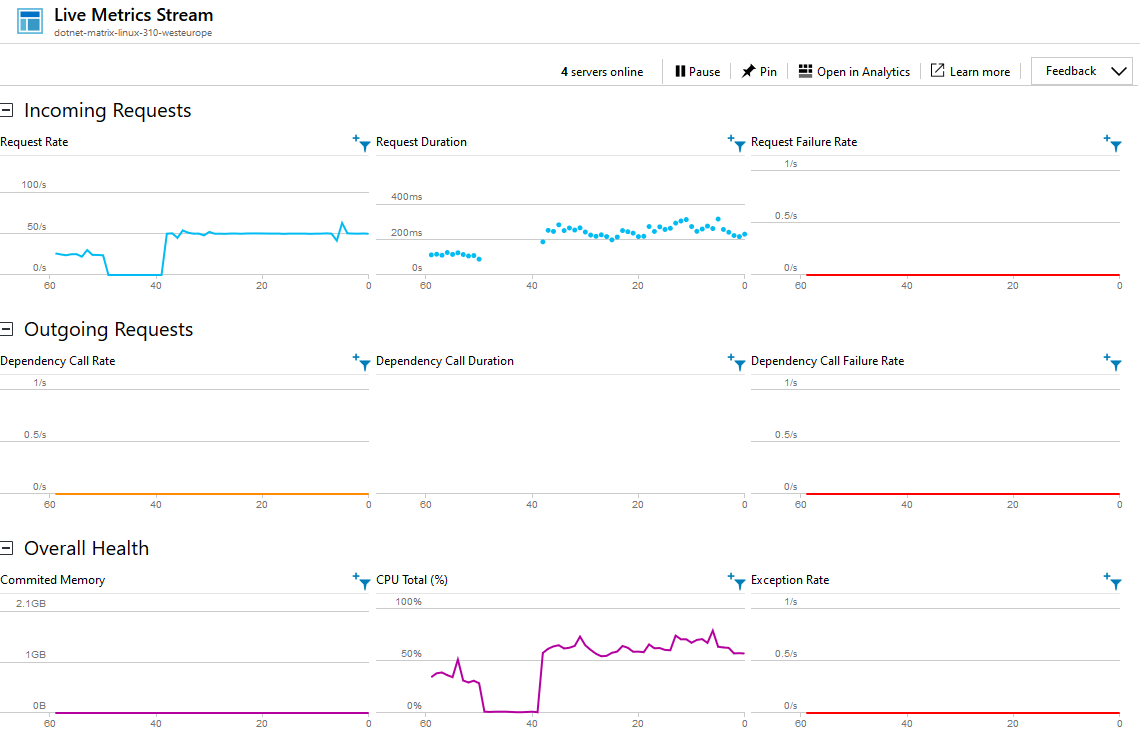 Live Metrics Stream
dotnet-matrix-linux-310-westeurope
4 servers online Pause Pin Open in Analytics Learn more Feedback
Incoming Requests
Request Rate
100/s
50/s
0/s
60 40 20 0
Request Duration
400ms
200ms
0s
60 40 20 0
Request Failure Rate
1/s
0.5/s
0/s
60 40 20 0
Outgoing Requests
Dependency Call Rate
1/s
0.5/s
0/s
60 40 20 0
Dependency Call Duration
60 40 20 0
Dependency Call Failure Rate
1/s
0.5/s
0/s
60 40 20 0
Overall Health
Commited Memory
2.1GB
1GB
0B
60 40 20 0
CPU Total (%)
100%
50%
0%
60 40 20 0
Exception Rate
1/s
0.5/s
0/s
60 40 20 0